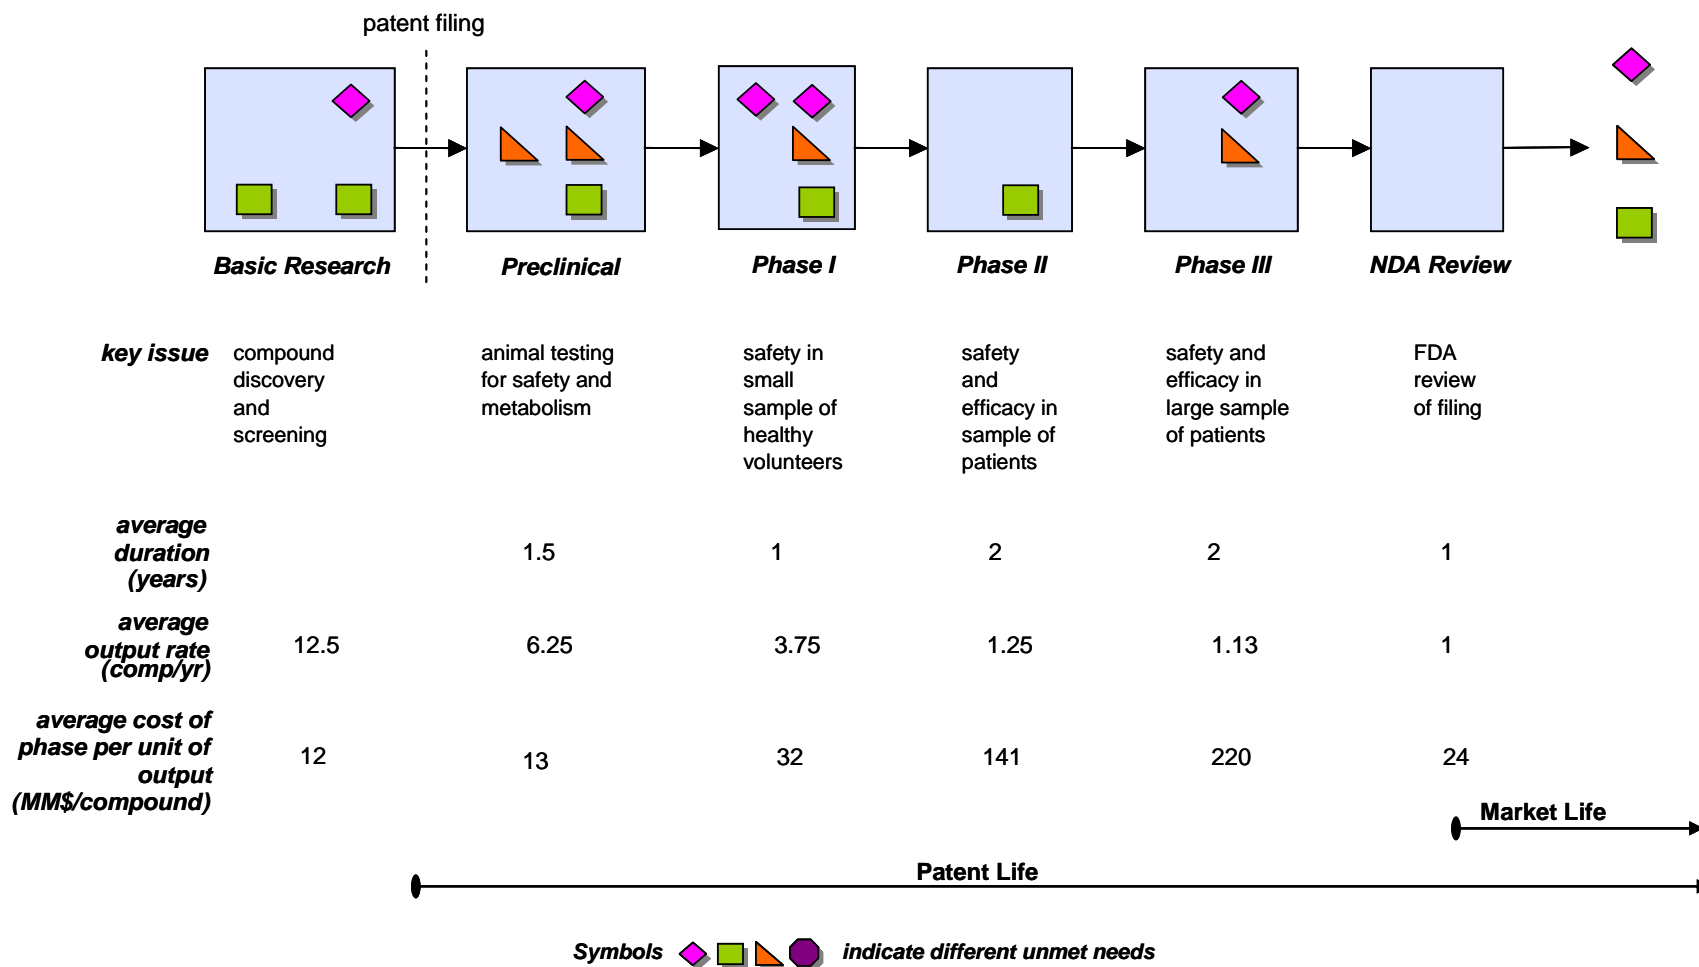 patent filing
Basic Research
Preclinical
Phase I
Phase II
Phase III
NDA Review
key issue
compound
discovery
and
screening
animal testing
for safety and
metabolism
safety in
small
sample of
healthy
volunteers
safety
and
efficacy in
sample of
patients
safety and
efficacy in
large sample
of patients
FDA
review
of filing
average
duration
(years)
1.5
1
2
2
1
average
output rate
(comp/yr)
12.5
6.25
3.75
1.25
1.13
1
average cost of
phase per unit of
output
(MM$/compound)
12
13
32
141
220
24
Market Life
Patent Life
Symbols indicate different unmet needs